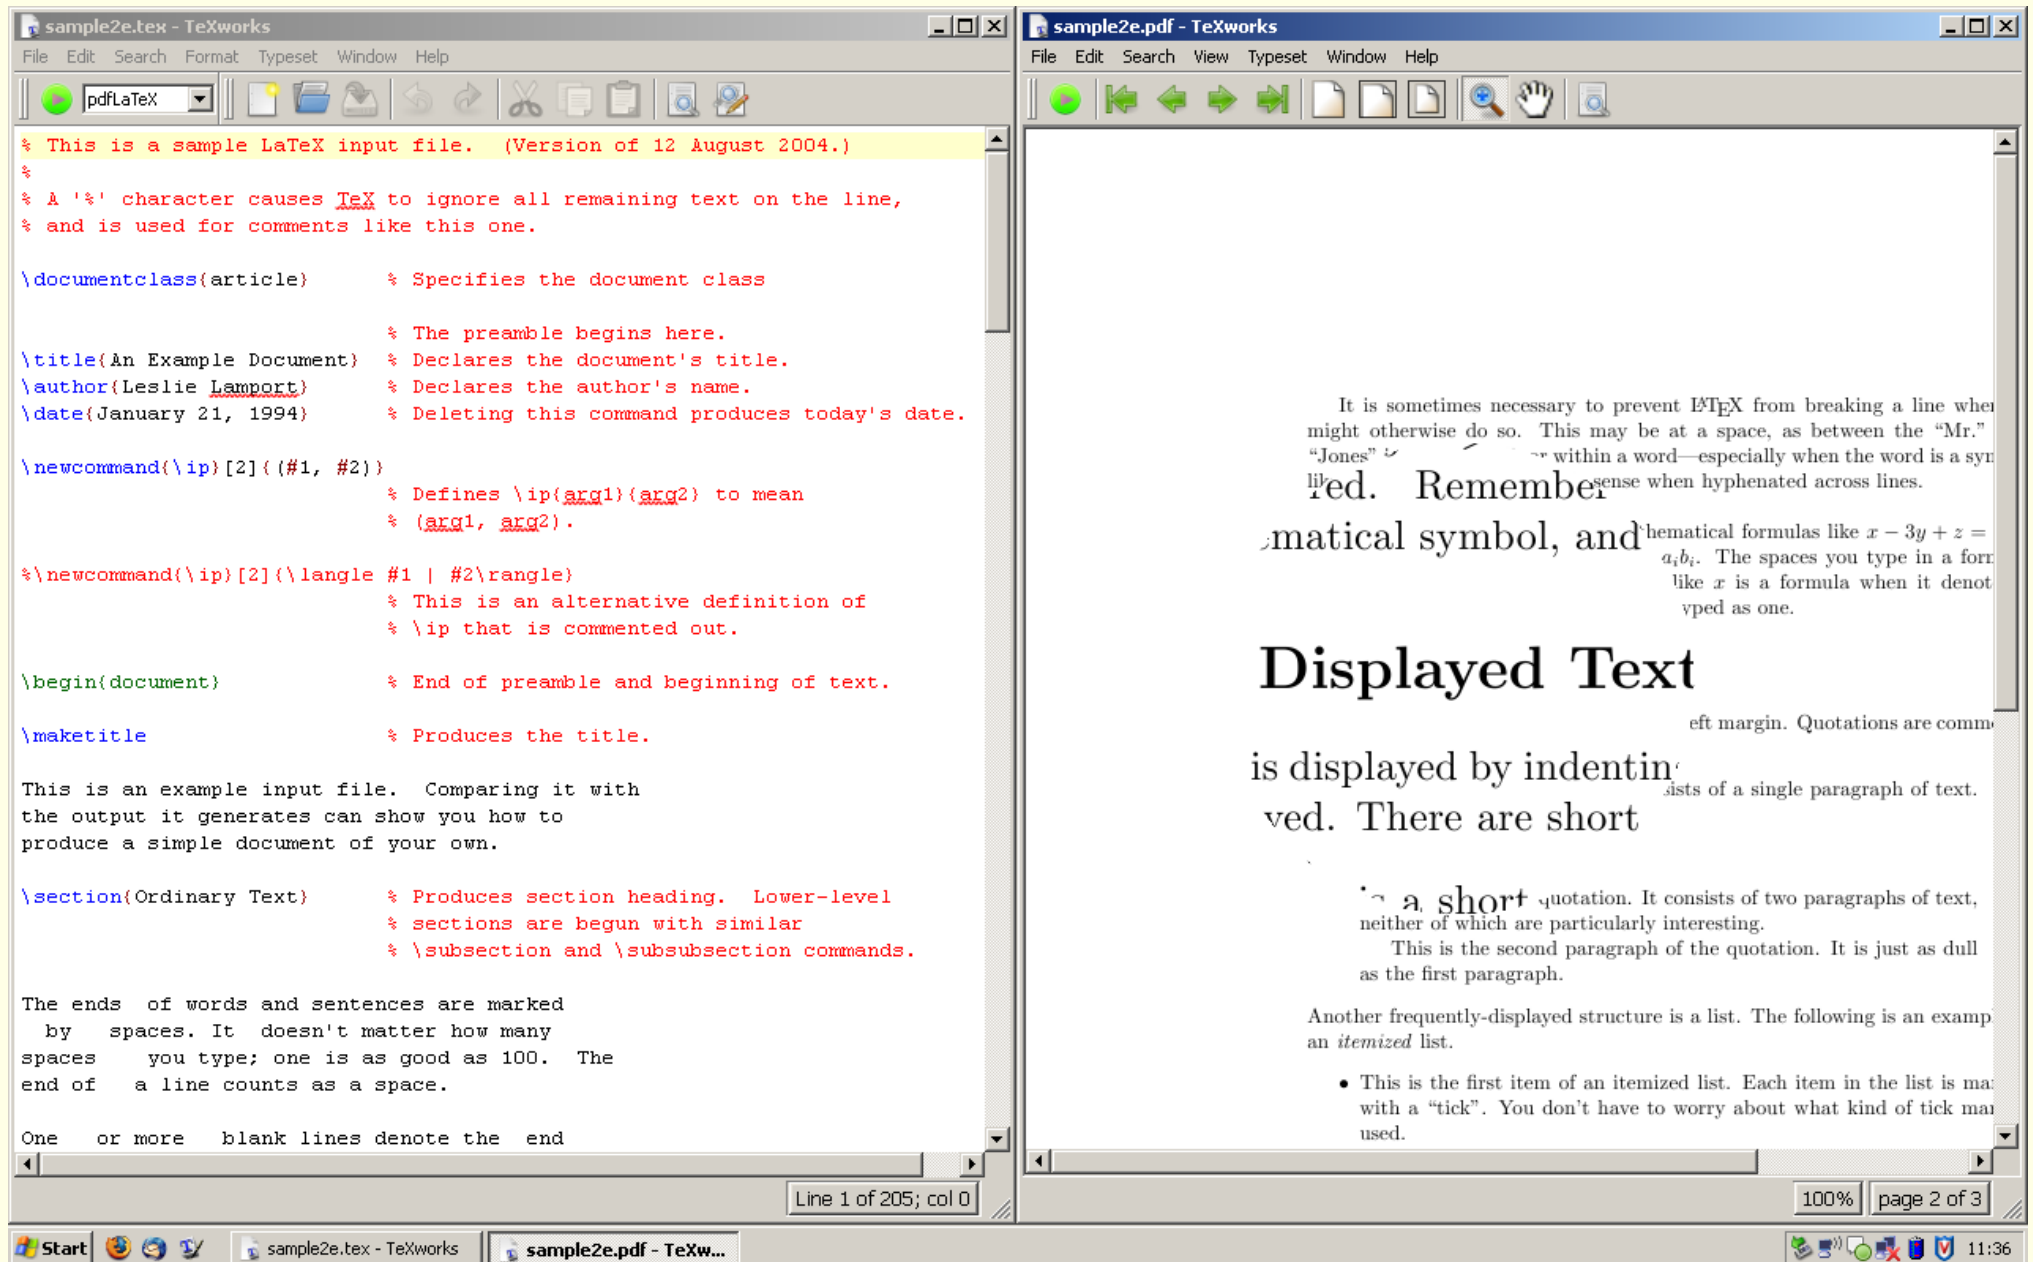 sample2e.tex - TeXworks
File Edit Search Format Typeset Window Help
pdfLaTeX
% This is a sample LaTeX input file.  (Version of 12 August 2004.)
%
% A '%' character causes TeX to ignore all remaining text on the line,
% and is used for comments like this one.
\documentclass{article}      % Specifies the document class
% The preamble begins here.
\title{An Example Document}  % Declares the document's title.
\author{Leslie Lamport}      % Declares the author's name.
\date{January 21, 1994}      % Deleting this command produces today's date.
\newcommand{\ip}[2]{(#1, #2)}
% Defines \ip{arg1}{arg2} to mean
% (arg1, arg2).
%\newcommand{\ip}[2]{\langle #1 | #2\rangle}
% This is an alternative definition of
% \ip that is commented out.
\begin{document}             % End of preamble and beginning of text.
\maketitle                   % Produces the title.
This is an example input file.  Comparing it with
the output it generates can show you how to
produce a simple document of your own.
\section{Ordinary Text}      % Produces section heading.  Lower-level
% sections are begun with similar
% \subsection and \subsubsection commands.
The ends  of words and sentences are marked
by   spaces. It  doesn't matter how many
spaces    you type; one is as good as 100.  The
end of   a line counts as a space.
One   or more   blank lines denote the  end
Line 1 of 205; col 0
sample2e.pdf - TeXworks
File Edit Search View Typeset Window Help
It is sometimes necessary to prevent LATEX from breaking a line
might otherwise do so. This may be at a space, as between the “Mr.”
“Jones” within a word—especially when the word is a
red. Remember sense when hyphenated across lines.
matical symbol, and hematical formulas like x − 3y + z =
aᵢbᵢ. The spaces you type in a
like x is a formula when it
yped as one.
Displayed Text
eft margin. Quotations are
is displayed by indentin
sists of a single paragraph of text.
ved. There are short
is a short quotation. It consists of two paragraphs of text,
neither of which are particularly interesting.
This is the second paragraph of the quotation. It is just as dull
as the first paragraph.
Another frequently-displayed structure is a list. The following is an
an itemized list.
• This is the first item of an itemized list. Each item in the list is
with a “tick”. You don’t have to worry about what kind of tick
used.
100% page 2 of 3
Start sample2e.tex - TeXworks sample2e.pdf - TeXw... 11:36